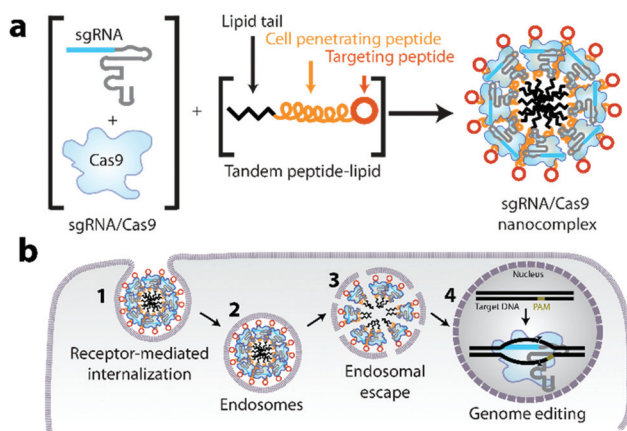 a
sgRNA
+
Cas9
sgRNA/Cas9
+
Lipid tail
Cell penetrating peptide
Targeting peptide
Tandem peptide-lipid
sgRNA/Cas9
nanocomplex
b
1
Receptor-mediated
internalization
2
Endosomes
3
Endosomal
escape
4
Nucleus
Target DNA
PAM
Genome editing